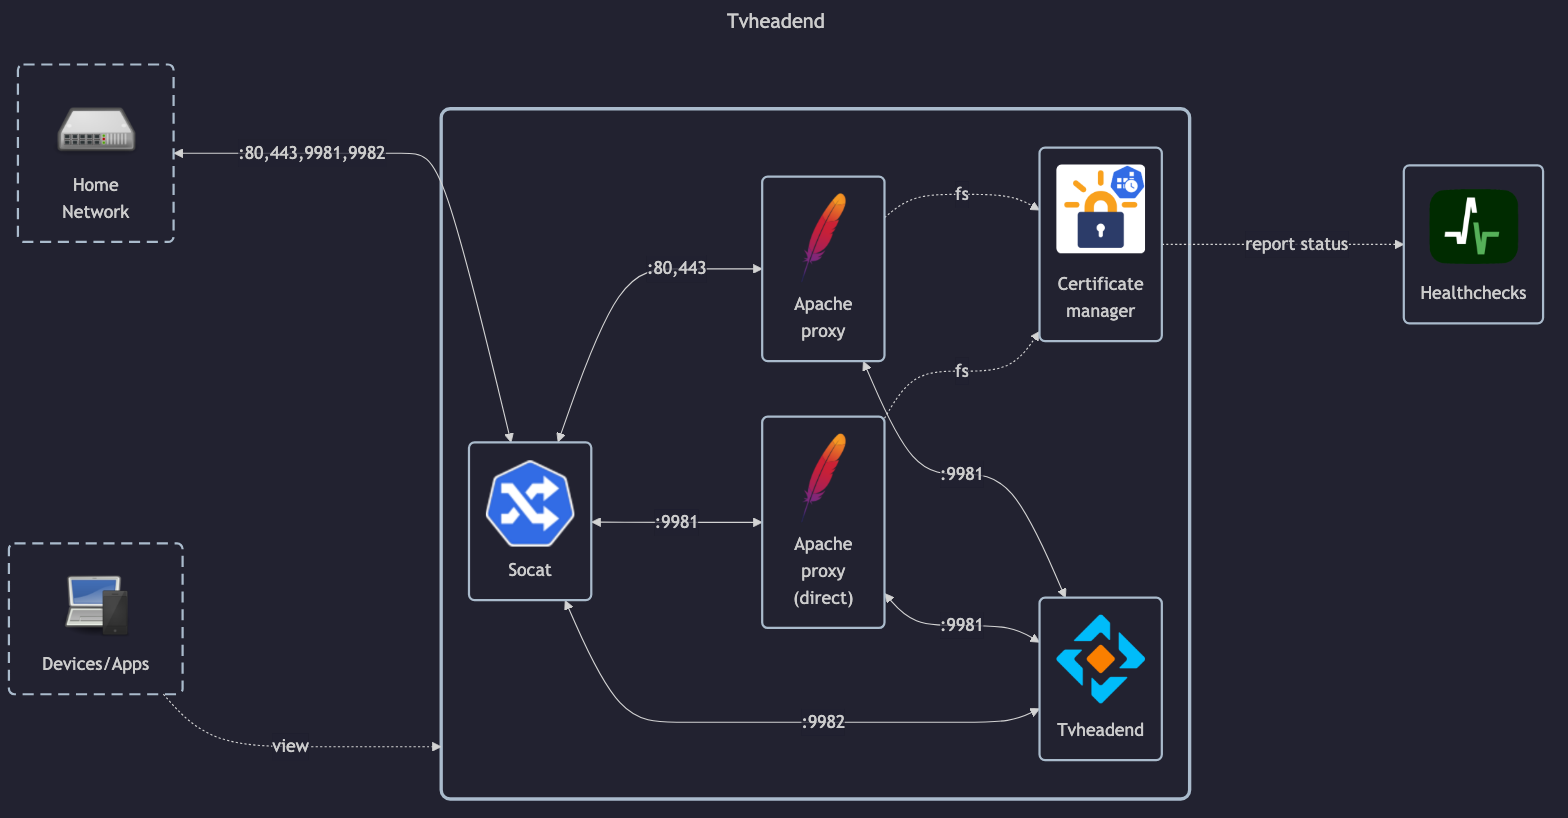 Tvheadend
Home
Network
:80,443,9981,9982
:80,443
Apache
proxy
fs
Certificate
manager
report status
Healthchecks
fs
:9981
Socat
:9981
Apache
proxy
(direct)
:9981
:9982
Tvheadend
Devices/Apps
view